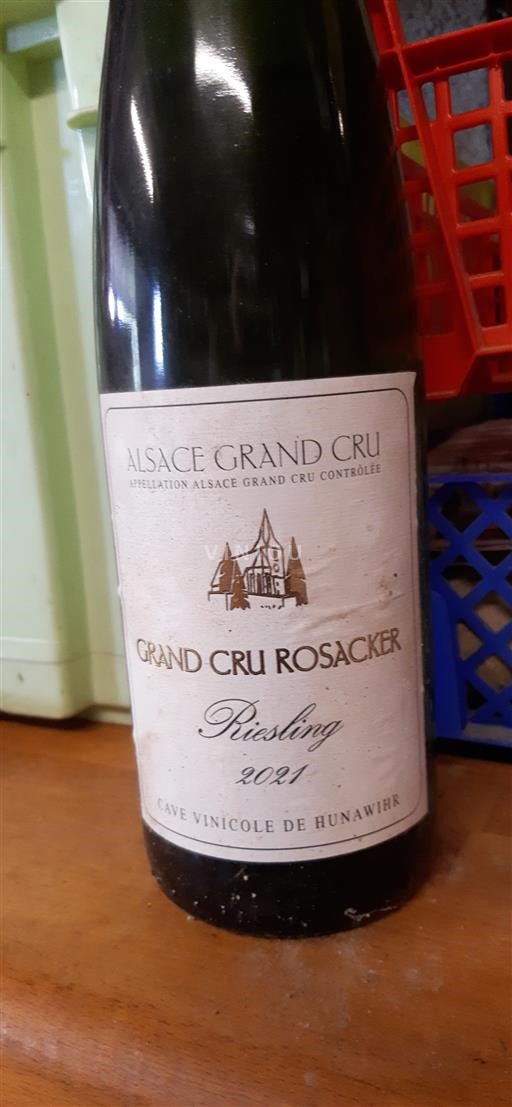 ALSACE GRAND CRU
APPELLATION ALSACE GRAND CRU CONTRÔLÉE
GRAND CRU ROSACKER
Riesling
2021
CAVE VINICOLE DE HUNAWIHR